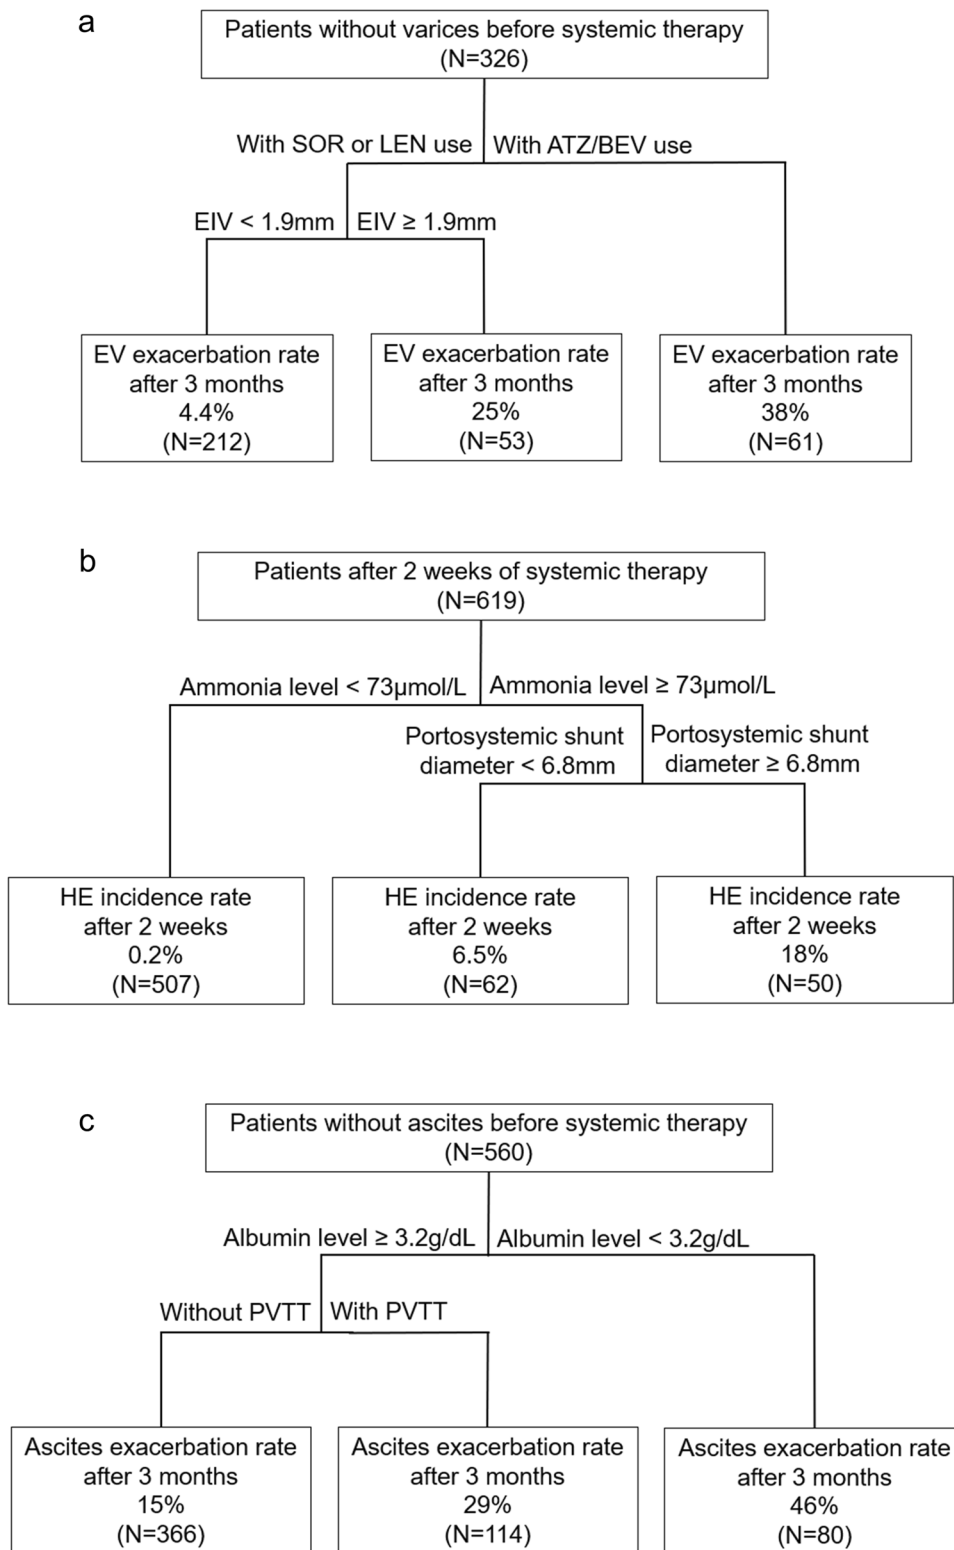 a
Patients without varices before systemic therapy
(N=326)
With SOR or LEN use
With ATZ/BEV use
EIV < 1.9mm
EIV ≥ 1.9mm
EV exacerbation rate
after 3 months
4.4%
(N=212)
EV exacerbation rate
after 3 months
25%
(N=53)
EV exacerbation rate
after 3 months
38%
(N=61)
b
Patients after 2 weeks of systemic therapy
(N=619)
Ammonia level < 73μmol/L
Ammonia level ≥ 73μmol/L
Portosystemic shunt
diameter < 6.8mm
Portosystemic shunt
diameter ≥ 6.8mm
HE incidence rate
after 2 weeks
0.2%
(N=507)
HE incidence rate
after 2 weeks
6.5%
(N=62)
HE incidence rate
after 2 weeks
18%
(N=50)
c
Patients without ascites before systemic therapy
(N=560)
Albumin level ≥ 3.2g/dL
Albumin level < 3.2g/dL
Without PVTT
With PVTT
Ascites exacerbation rate
after 3 months
15%
(N=366)
Ascites exacerbation rate
after 3 months
29%
(N=114)
Ascites exacerbation rate
after 3 months
46%
(N=80)